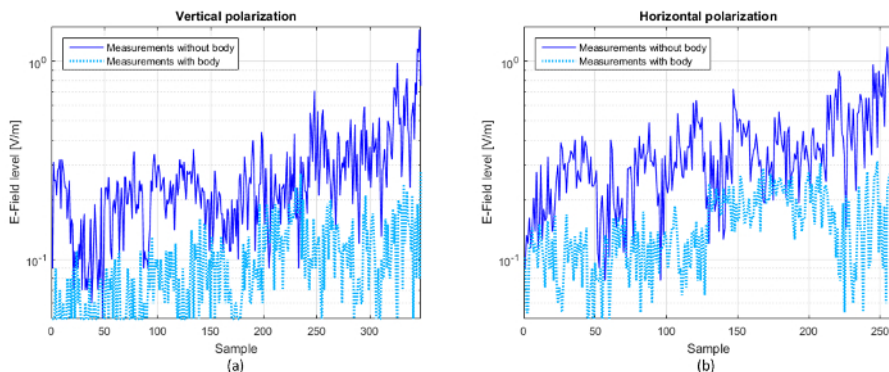 Vertical polarization
Measurements without body
Measurements with body
10⁰
10⁻¹
E-Field level [V/m]
0 50 100 150 200 250 300
Sample
(a)
Horizontal polarization
Measurements without body
Measurements with body
10⁰
10⁻¹
E-Field level [V/m]
0 50 100 150 200 250
Sample
(b)